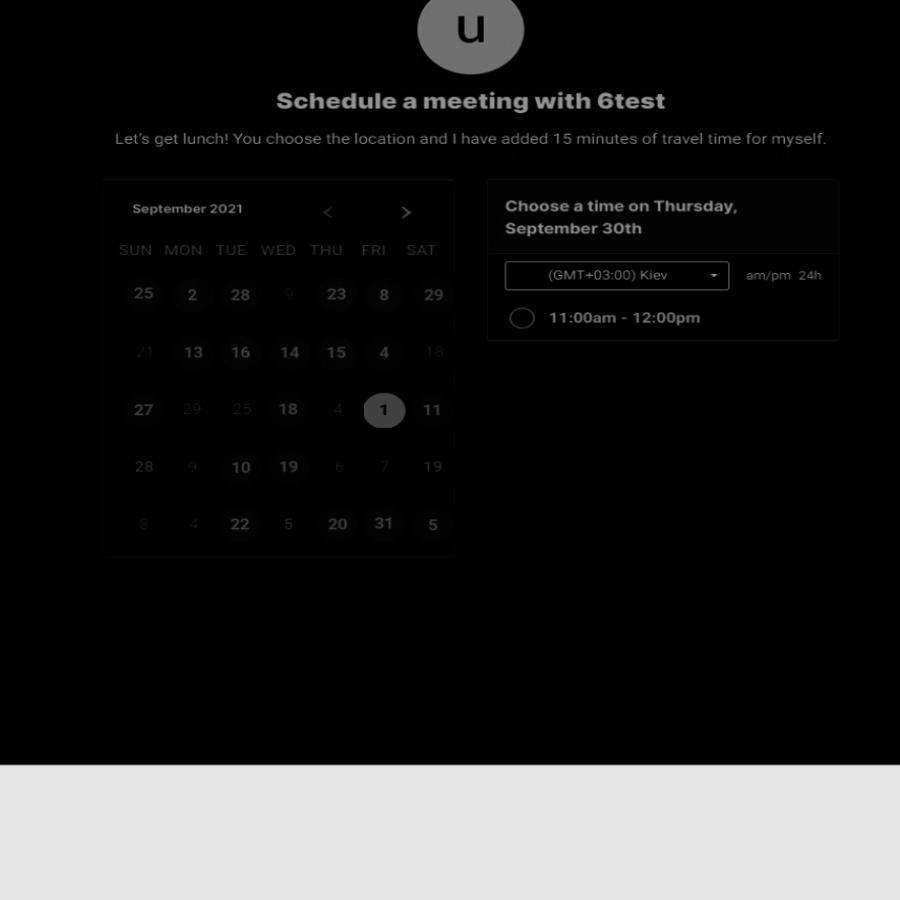 u
Schedule a meeting with 6test
Let's get lunch! You choose the location and I have added 15 minutes of travel time for myself.
September 2021
SUN MON TUE WED THU FRI SAT
25 2 28 9 23 8 29
21 13 16 14 15 4 18
27 29 25 18 4 1 11
28 9 10 19 6 7 19
8 4 22 5 20 31 5
Choose a time on Thursday,
September 30th
(GMT+03:00) Kiev am/pm 24h
11:00am - 12:00pm